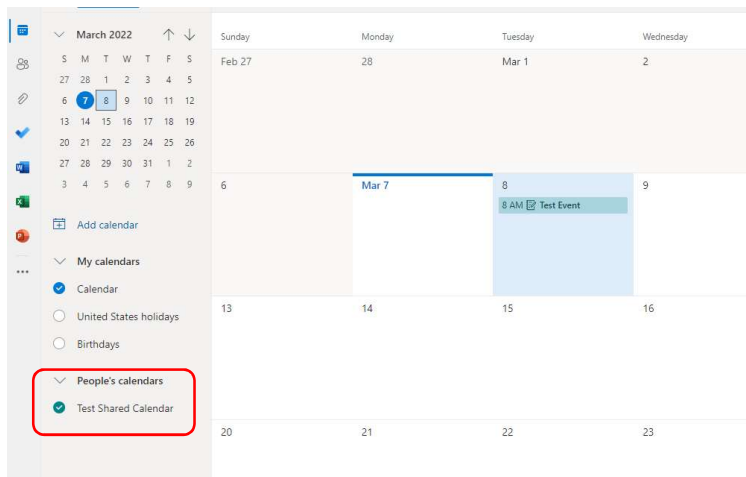 March 2022
S M T W T F S
27 28 1 2 3 4 5
6 7 8 9 10 11 12
13 14 15 16 17 18 19
20 21 22 23 24 25 26
27 28 29 30 31 1 2
3 4 5 6 7 8 9
Add calendar
My calendars
Calendar
United States holidays
Birthdays
People's calendars
Test Shared Calendar
Sunday Monday Tuesday Wednesday
Feb 27 28 Mar 1 2
6 Mar 7 8 9
8 AM Test Event
13 14 15 16
20 21 22 23